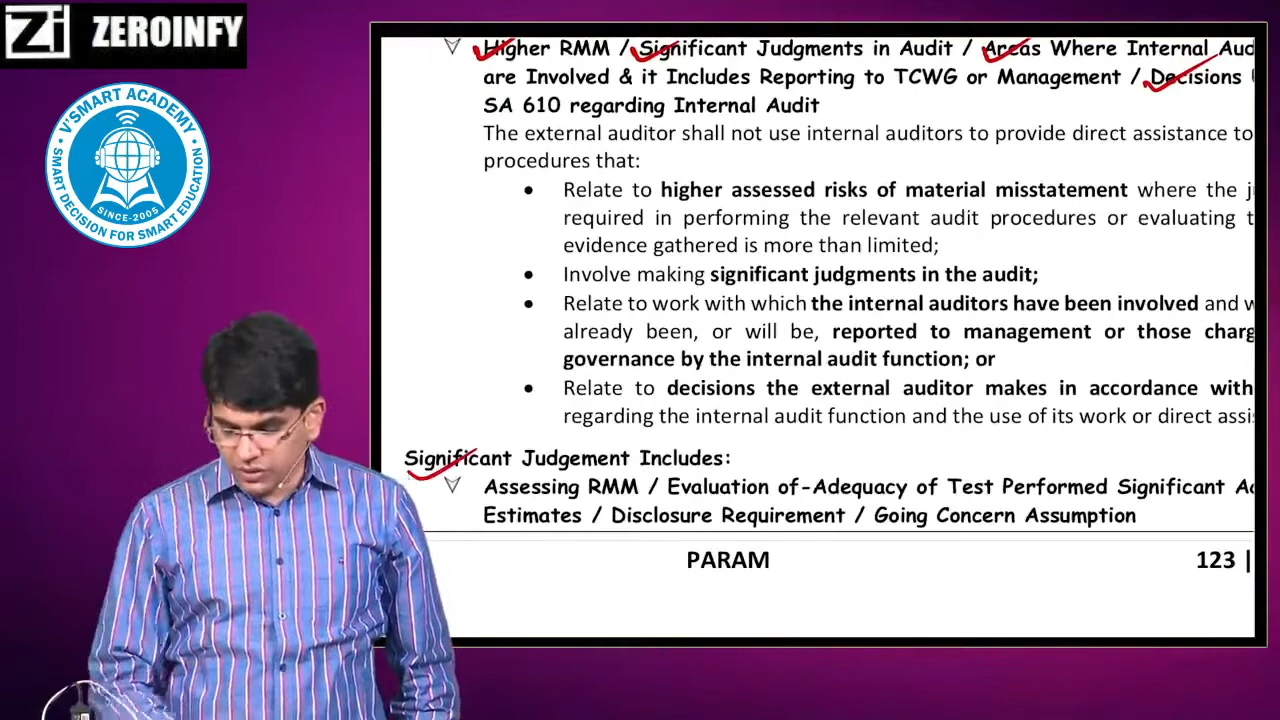 Zi ZEROINFY
V'SMART ACADEMY
SMART DECISION FOR SMART EDUCATION
SINCE-2005
Higher RMM / Significant Judgments in Audit / Areas Where Internal
are Involved & it Includes Reporting to TCWG or Management / Decisions
SA 610 regarding Internal Audit
The external auditor shall not use internal auditors to provide direct assistance to
procedures that:
• Relate to higher assessed risks of material misstatement where the
required in performing the relevant audit procedures or evaluating
evidence gathered is more than limited;
• Involve making significant judgments in the audit;
• Relate to work with which the internal auditors have been involved and
already been, or will be, reported to management or those
governance by the internal audit function; or
• Relate to decisions the external auditor makes in accordance with
regarding the internal audit function and the use of its work or direct
Significant Judgement Includes:
Assessing RMM / Evaluation of-Adequacy of Test Performed Significant
Estimates / Disclosure Requirement / Going Concern Assumption
PARAM
123 |